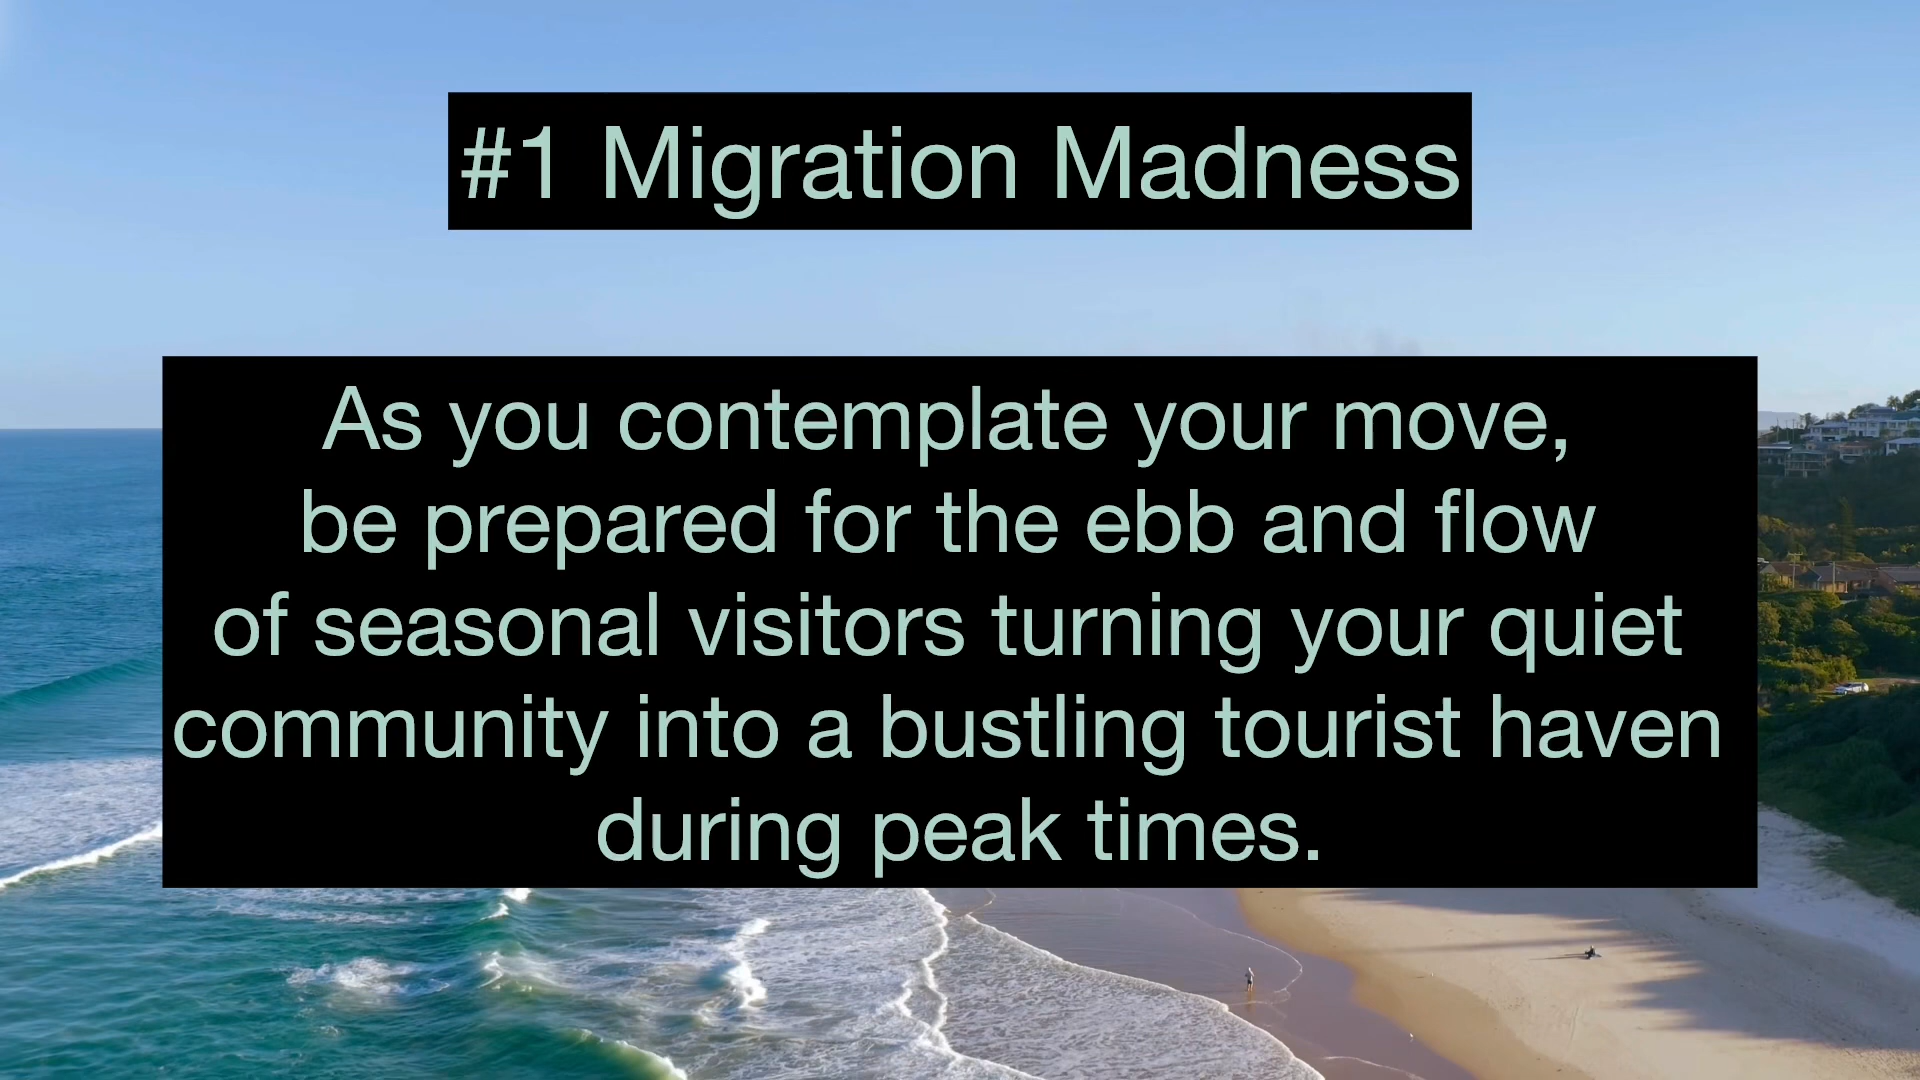 #1 Migration Madness
As you contemplate your move,
be prepared for the ebb and flow
of seasonal visitors turning your quiet
community into a bustling tourist haven
during peak times.